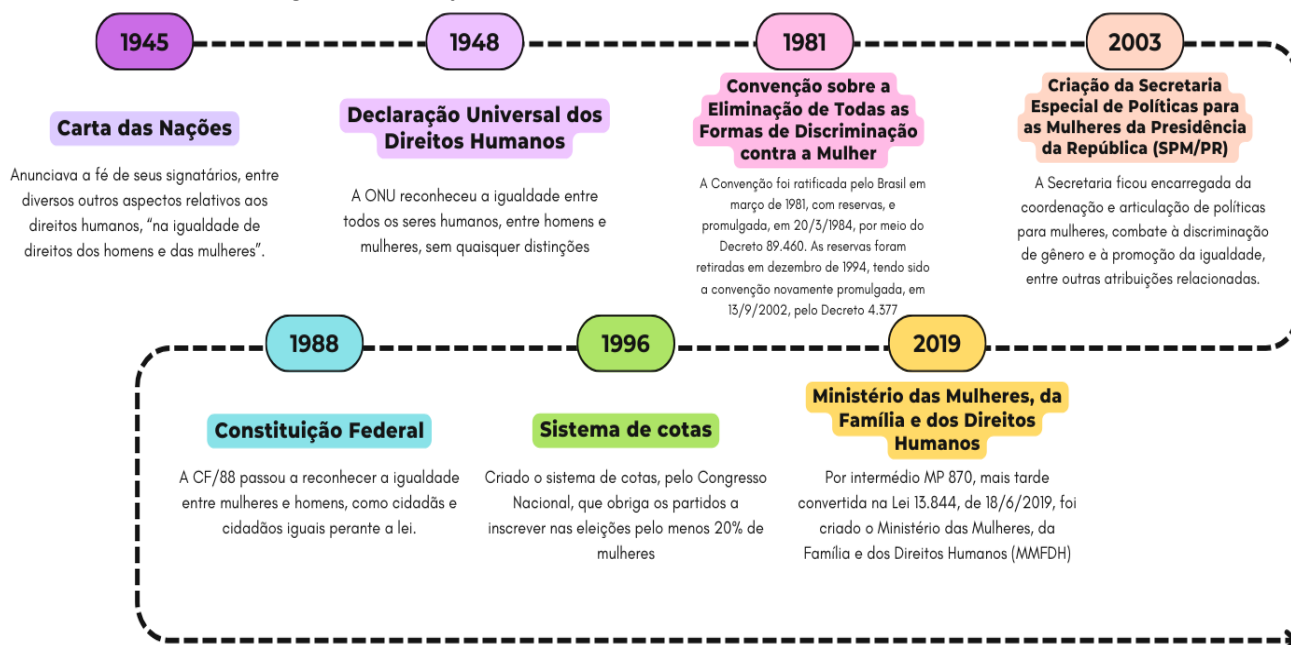 1945
Carta das Nações
Anunciava a fé de seus signatários, entre
diversos outros aspectos relativos aos
direitos humanos, “na igualdade de
direitos dos homens e das mulheres”.
1948
Declaração Universal dos
Direitos Humanos
A ONU reconheceu a igualdade entre
todos os seres humanos, entre homens e
mulheres, sem quaisquer distinções
1981
Convenção sobre a
Eliminação de Todas as
Formas de Discriminação
contra a Mulher
A Convenção foi ratificada pelo Brasil em
março de 1981, com reservas, e
promulgada, em 20/3/1984, por meio do
Decreto 89.460. As reservas foram
retiradas em dezembro de 1994, tendo sido
a convenção novamente promulgada, em
13/9/2002, pelo Decreto 4.377
2003
Criação da Secretaria
Especial de Políticas para
as Mulheres da Presidência
da República (SPM/PR)
A Secretaria ficou encarregada da
coordenação e articulação de políticas
para mulheres, combate à discriminação
de gênero e à promoção da igualdade,
entre outras atribuições relacionadas.
1988
Constituição Federal
A CF/88 passou a reconhecer a igualdade
entre mulheres e homens, como cidadãs e
cidadãos iguais perante a lei.
1996
Sistema de cotas
Criado o sistema de cotas, pelo Congresso
Nacional, que obriga os partidos a
inscrever nas eleições pelo menos 20% de
mulheres
2019
Ministério das Mulheres, da
Família e dos Direitos
Humanos
Por intermédio MP 870, mais tarde
convertida na Lei 13.844, de 18/6/2019, foi
criado o Ministério das Mulheres, da
Família e dos Direitos Humanos (MMFDH)